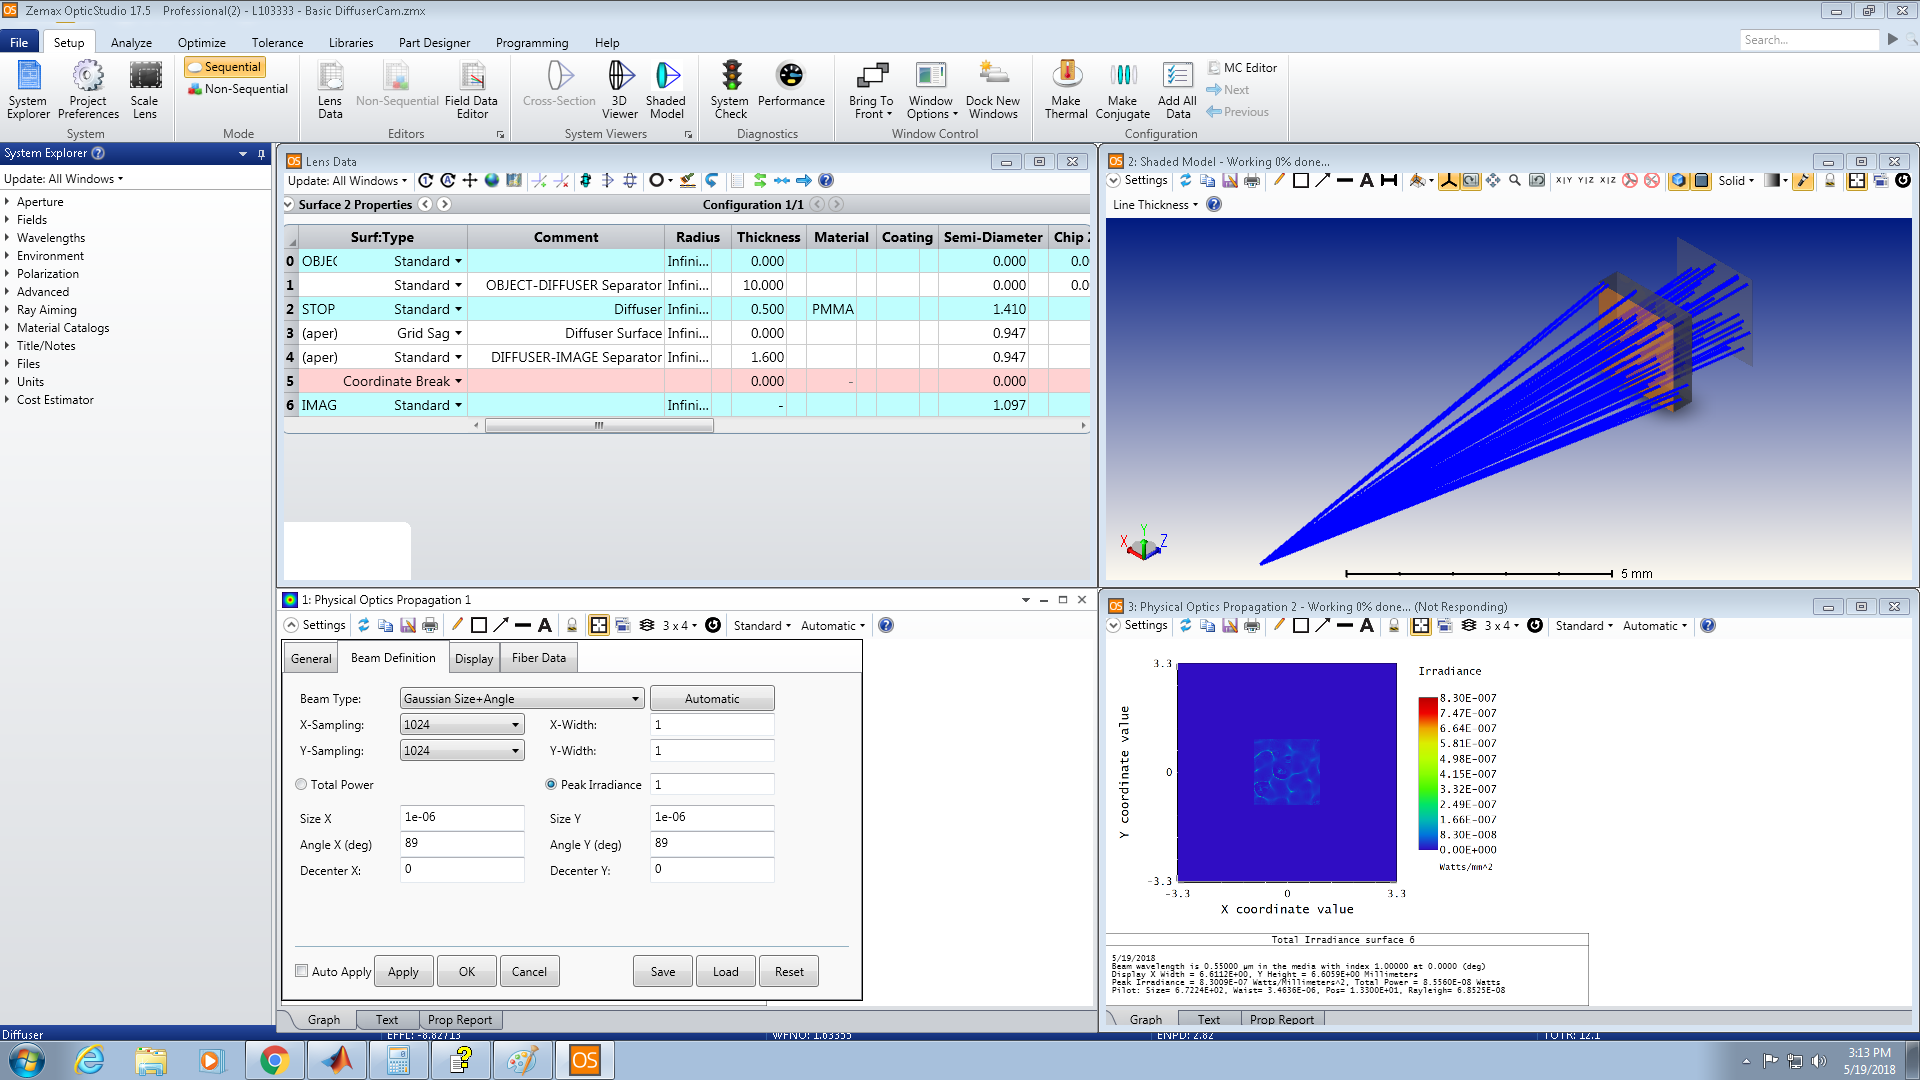 OS Zemax OpticStudio 17.5 Professional(2) - L103333 - Basic DiffuserCam.zmx
File Setup Analyze Optimize Tolerance Libraries Part Designer Programming Help Search...
System Explorer Project Preferences Scale Lens Sequential Non-Sequential Lens Data Non-Sequential Field Data Editor Cross-Section 3D Viewer Shaded Model System Check Performance Bring To Front Window Options Dock New Windows Make Thermal Make Conjugate Add All Data MC Editor Next Previous
System Mode Editors System Viewers Diagnostics Window Control Configuration
System Explorer
Update: All Windows
Aperture
Fields
Wavelengths
Environment
Polarization
Advanced
Ray Aiming
Material Catalogs
Title/Notes
Files
Units
Cost Estimator
OS Lens Data
Update: All Windows
Surface 2 Properties Configuration 1/1
Surf:Type Comment Radius Thickness Material Coating Semi-Diameter Chip
0 OBJE Standard Infini... 0.000 0.000 0.0
1 Standard OBJECT-DIFFUSER Separator Infini... 10.000 0.000 0.0
2 STOP Standard Diffuser Infini... 0.500 PMMA 1.410
3 (aper) Grid Sag Diffuser Surface Infini... 0.000 0.947
4 (aper) Standard DIFFUSER-IMAGE Separator Infini... 1.600 0.947
5 Coordinate Break 0.000 - 0.000
6 IMAG Standard Infini... - 1.097
OS 2: Shaded Model - Working 0% done...
Settings A X|Y Y|Z X|Z Solid
Line Thickness
X Y Z
5 mm
1: Physical Optics Propagation 1
Settings A 3 x 4 Standard Automatic
General Beam Definition Display Fiber Data
Beam Type: Gaussian Size+Angle Automatic
X-Sampling: 1024 X-Width: 1
Y-Sampling: 1024 Y-Width: 1
Total Power Peak Irradiance 1
Size X 1e-06 Size Y 1e-06
Angle X (deg) 89 Angle Y (deg) 89
Decenter X: 0 Decenter Y: 0
Auto Apply Apply OK Cancel Save Load Reset
Graph Text Prop Report
OS 3: Physical Optics Propagation 2 - Working 0% done... (Not Responding)
Settings A 3 x 4 Standard Automatic
3.3
0
-3.3
Y coordinate value
-3.3 0 3.3
X coordinate value
Irradiance
8.30E-007
7.47E-007
6.64E-007
5.81E-007
4.98E-007
4.15E-007
3.32E-007
2.49E-007
1.66E-007
8.30E-008
0.00E+000
Watts/mm^2
Total Irradiance surface 6
5/19/2018
Beam wavelength is 0.55000 µm in the media with index 1.00000 at 0.0000 (deg)
Display X Width = 6.6112E+00, Y Height = 6.6059E+00 Millimeters
Peak Irradiance = 8.3009E-07 Watts/Millimeters^2, Total Power = 8.5560E-08 Watts
Pilot: Size= 6.7224E+02, Waist= 3.4636E-06, Pos= 1.3300E+01, Rayleigh= 6.8525E-08
Graph Text Prop Report
Diffuser EFFL: -8.82713 WFNO: 1.63355 ENPD: 2.82 TOTR: 12.1
OS
3:13 PM
5/19/2018